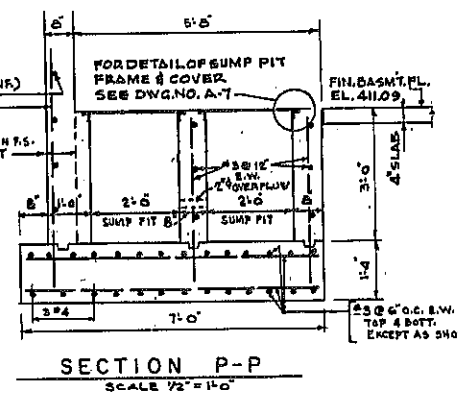 8"
5'-8"
FOR DETAIL OF SUMP PIT
FRAME & COVER
SEE DWG. NO. A-7
FIN. BASM'T. FL.
EL. 411.09
4" SLAB
#3 @ 12"
E.W.
2"φ OVERFLOW
8"
1'-0"
2'-0"
8"
2'-0"
8
SUMP PIT
SUMP PIT
3'-0"
1'-4"
3#4
7'-0"
#5 @ 6" O.C. E.W.
TOP & BOTT.
EXCEPT AS SHO
SECTION P-P
SCALE 1/2" = 1'-0"